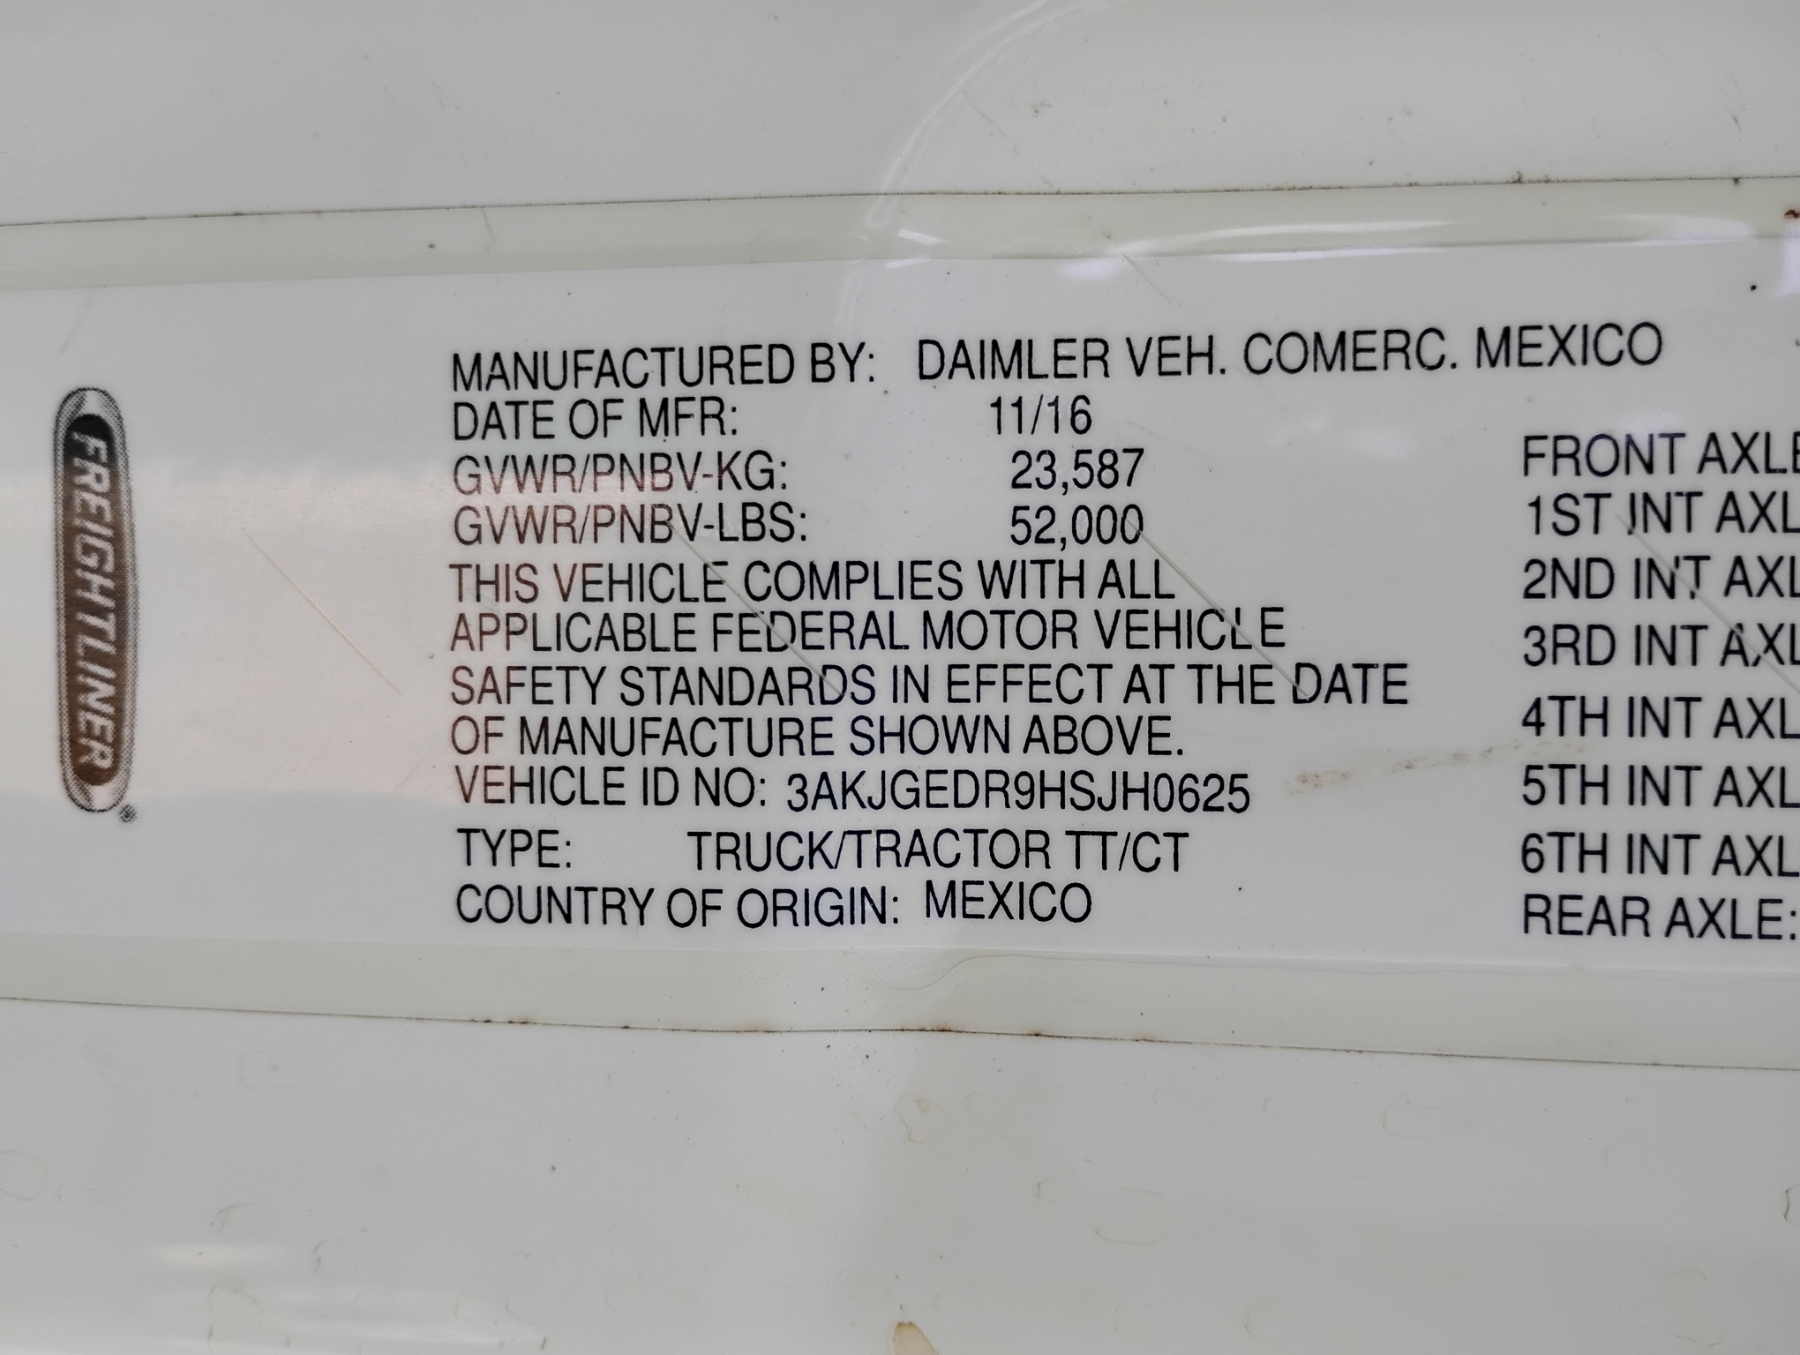 FREIGHTLINER
MANUFACTURED BY: DAIMLER VEH. COMERC. MEXICO
DATE OF MFR: 11/16
GVWR/PNBV-KG: 23,587
GVWR/PNBV-LBS: 52,000
THIS VEHICLE COMPLIES WITH ALL
APPLICABLE FEDERAL MOTOR VEHICLE
SAFETY STANDARDS IN EFFECT AT THE DATE
OF MANUFACTURE SHOWN ABOVE.
VEHICLE ID NO: 3AKJGEDR9HSJH0625
TYPE: TRUCK/TRACTOR TT/CT
COUNTRY OF ORIGIN: MEXICO
FRONT AXLE
1ST INT AXL
2ND INT AXL
3RD INT AXL
4TH INT AXL
5TH INT AXL
6TH INT AXL
REAR AXLE: